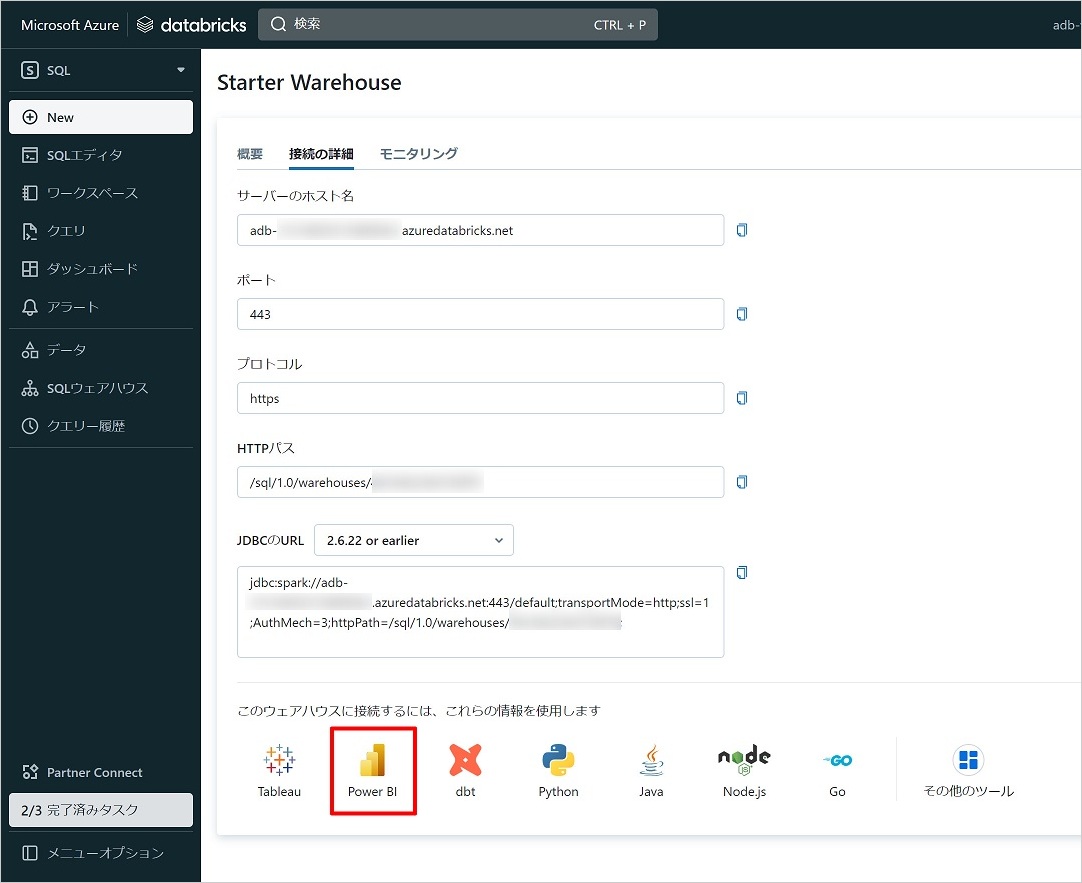 Microsoft Azure databricks 検索 CTRL + P adb-
S SQL
New
SQLエディタ
ワークスペース
クエリ
ダッシュボード
アラート
データ
SQLウェアハウス
クエリー履歴
Partner Connect
2/3 完了済みタスク
メニューオプション
Starter Warehouse
概要 接続の詳細 モニタリング
サーバーのホスト名
adb- azuredatabricks.net
ポート
443
プロトコル
https
HTTPパス
/sql/1.0/warehouses/
JDBCのURL 2.6.22 or earlier
jdbc:spark://adb-
.azuredatabricks.net:443/default;transportMode=http;ssl=1
;AuthMech=3;httpPath=/sql/1.0/warehouses/ ;
このウェアハウスに接続するには、これらの情報を使用します
node
JS
GO
Tableau Power BI dbt Python Java Node.js Go その他のツール